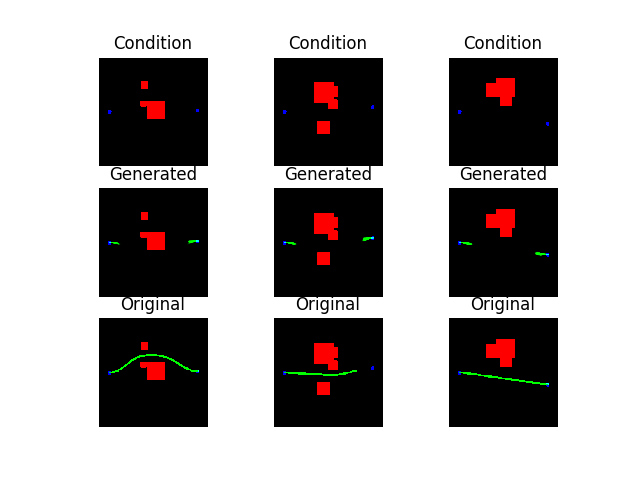 Condition Condition Condition
Generated Generated Generated
Original Original Original